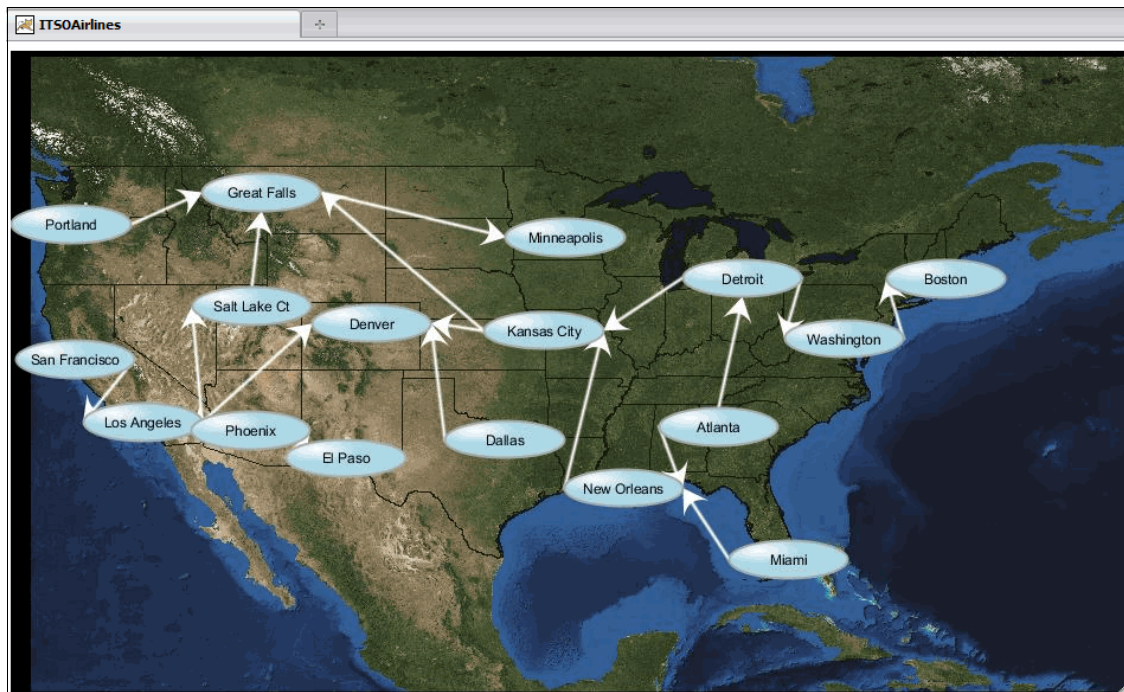 ITSOAirlines
Great Falls
Portland
Minneapolis
Detroit
Boston
Salt Lake Ct
Denver
Kansas City
Washington
San Francisco
Los Angeles
Phoenix
Atlanta
Dallas
El Paso
New Orleans
Miami